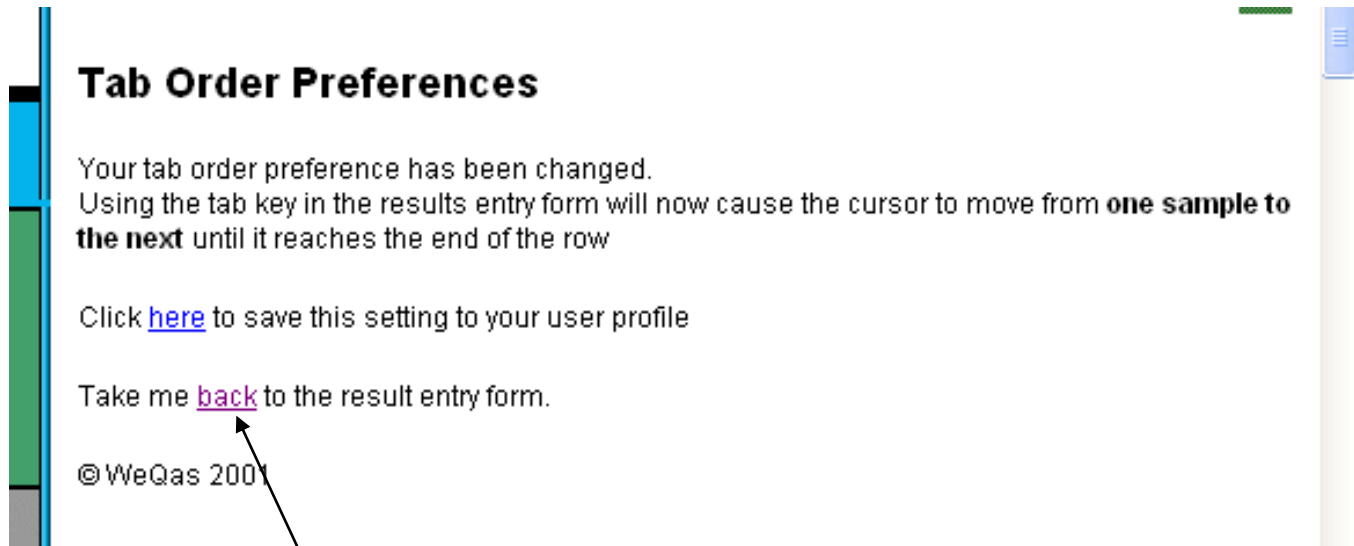 Tab Order Preferences
Your tab order preference has been changed.
Using the tab key in the results entry form will now cause the cursor to move from one sample to
the next until it reaches the end of the row
Click here to save this setting to your user profile
Take me back to the result entry form.
© WeQas 2001